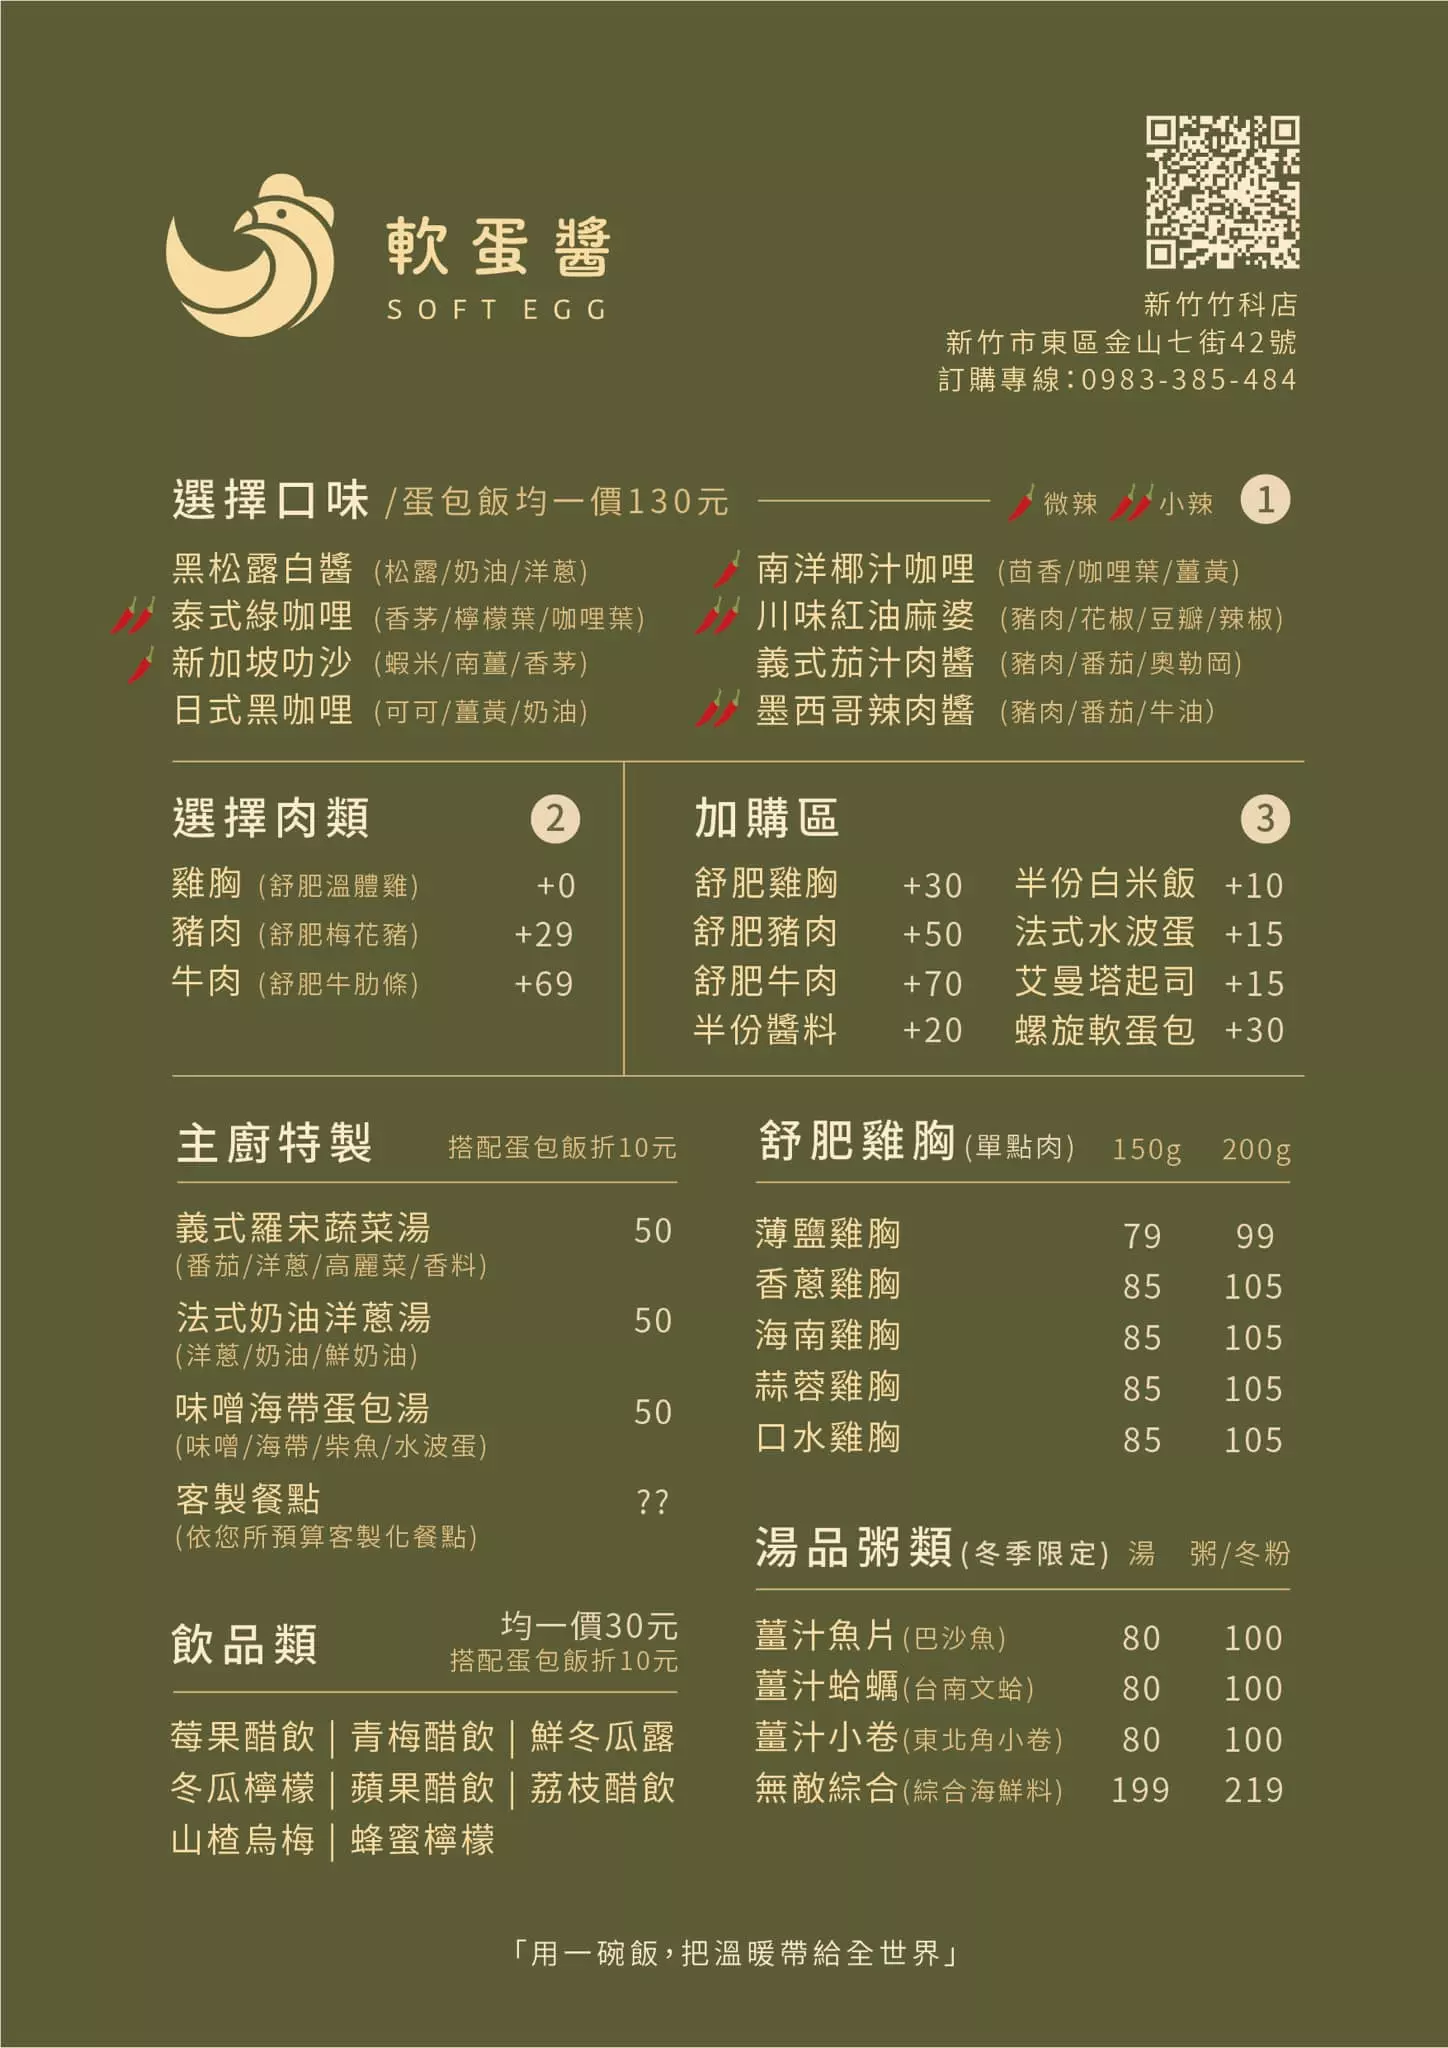 軟蛋醬
SOFT EGG
新竹竹科店
新竹市東區金山七街42號
訂購專線：0983-385-484
選擇口味 /蛋包飯均一價130元 微辣 小辣 1
黑松露白醬 (松露/奶油/洋蔥)
泰式綠咖哩 (香茅/檸檬葉/咖哩葉)
新加坡叻沙 (蝦米/南薑/香茅)
日式黑咖哩 (可可/薑黃/奶油)
南洋椰汁咖哩 (茴香/咖哩葉/薑黃)
川味紅油麻婆 (豬肉/花椒/豆瓣/辣椒)
義式茄汁肉醬 (豬肉/番茄/奧勒岡)
墨西哥辣肉醬 (豬肉/番茄/牛油）
選擇肉類 2
雞胸 (舒肥溫體雞) +0
豬肉 (舒肥梅花豬) +29
牛肉 (舒肥牛肋條) +69
加購區 3
舒肥雞胸 +30 半份白米飯 +10
舒肥豬肉 +50 法式水波蛋 +15
舒肥牛肉 +70 艾曼塔起司 +15
半份醬料 +20 螺旋軟蛋包 +30
主廚特製 搭配蛋包飯折10元
義式羅宋蔬菜湯 50
(番茄/洋蔥/高麗菜/香料)
法式奶油洋蔥湯 50
(洋蔥/奶油/鮮奶油)
味噌海帶蛋包湯 50
(味噌/海帶/柴魚/水波蛋)
客製餐點 ??
(依您所預算客製化餐點)
舒肥雞胸(單點肉) 150g 200g
薄鹽雞胸 79 99
香蔥雞胸 85 105
海南雞胸 85 105
蒜蓉雞胸 85 105
口水雞胸 85 105
湯品粥類(冬季限定) 湯 粥/冬粉
薑汁魚片(巴沙魚) 80 100
薑汁蛤蠣(台南文蛤) 80 100
薑汁小卷(東北角小卷) 80 100
無敵綜合(綜合海鮮料) 199 219
飲品類 均一價30元
搭配蛋包飯折10元
莓果醋飲 | 青梅醋飲 | 鮮冬瓜露
冬瓜檸檬 | 蘋果醋飲 | 荔枝醋飲
山楂烏梅 | 蜂蜜檸檬
「用一碗飯，把溫暖帶給全世界」